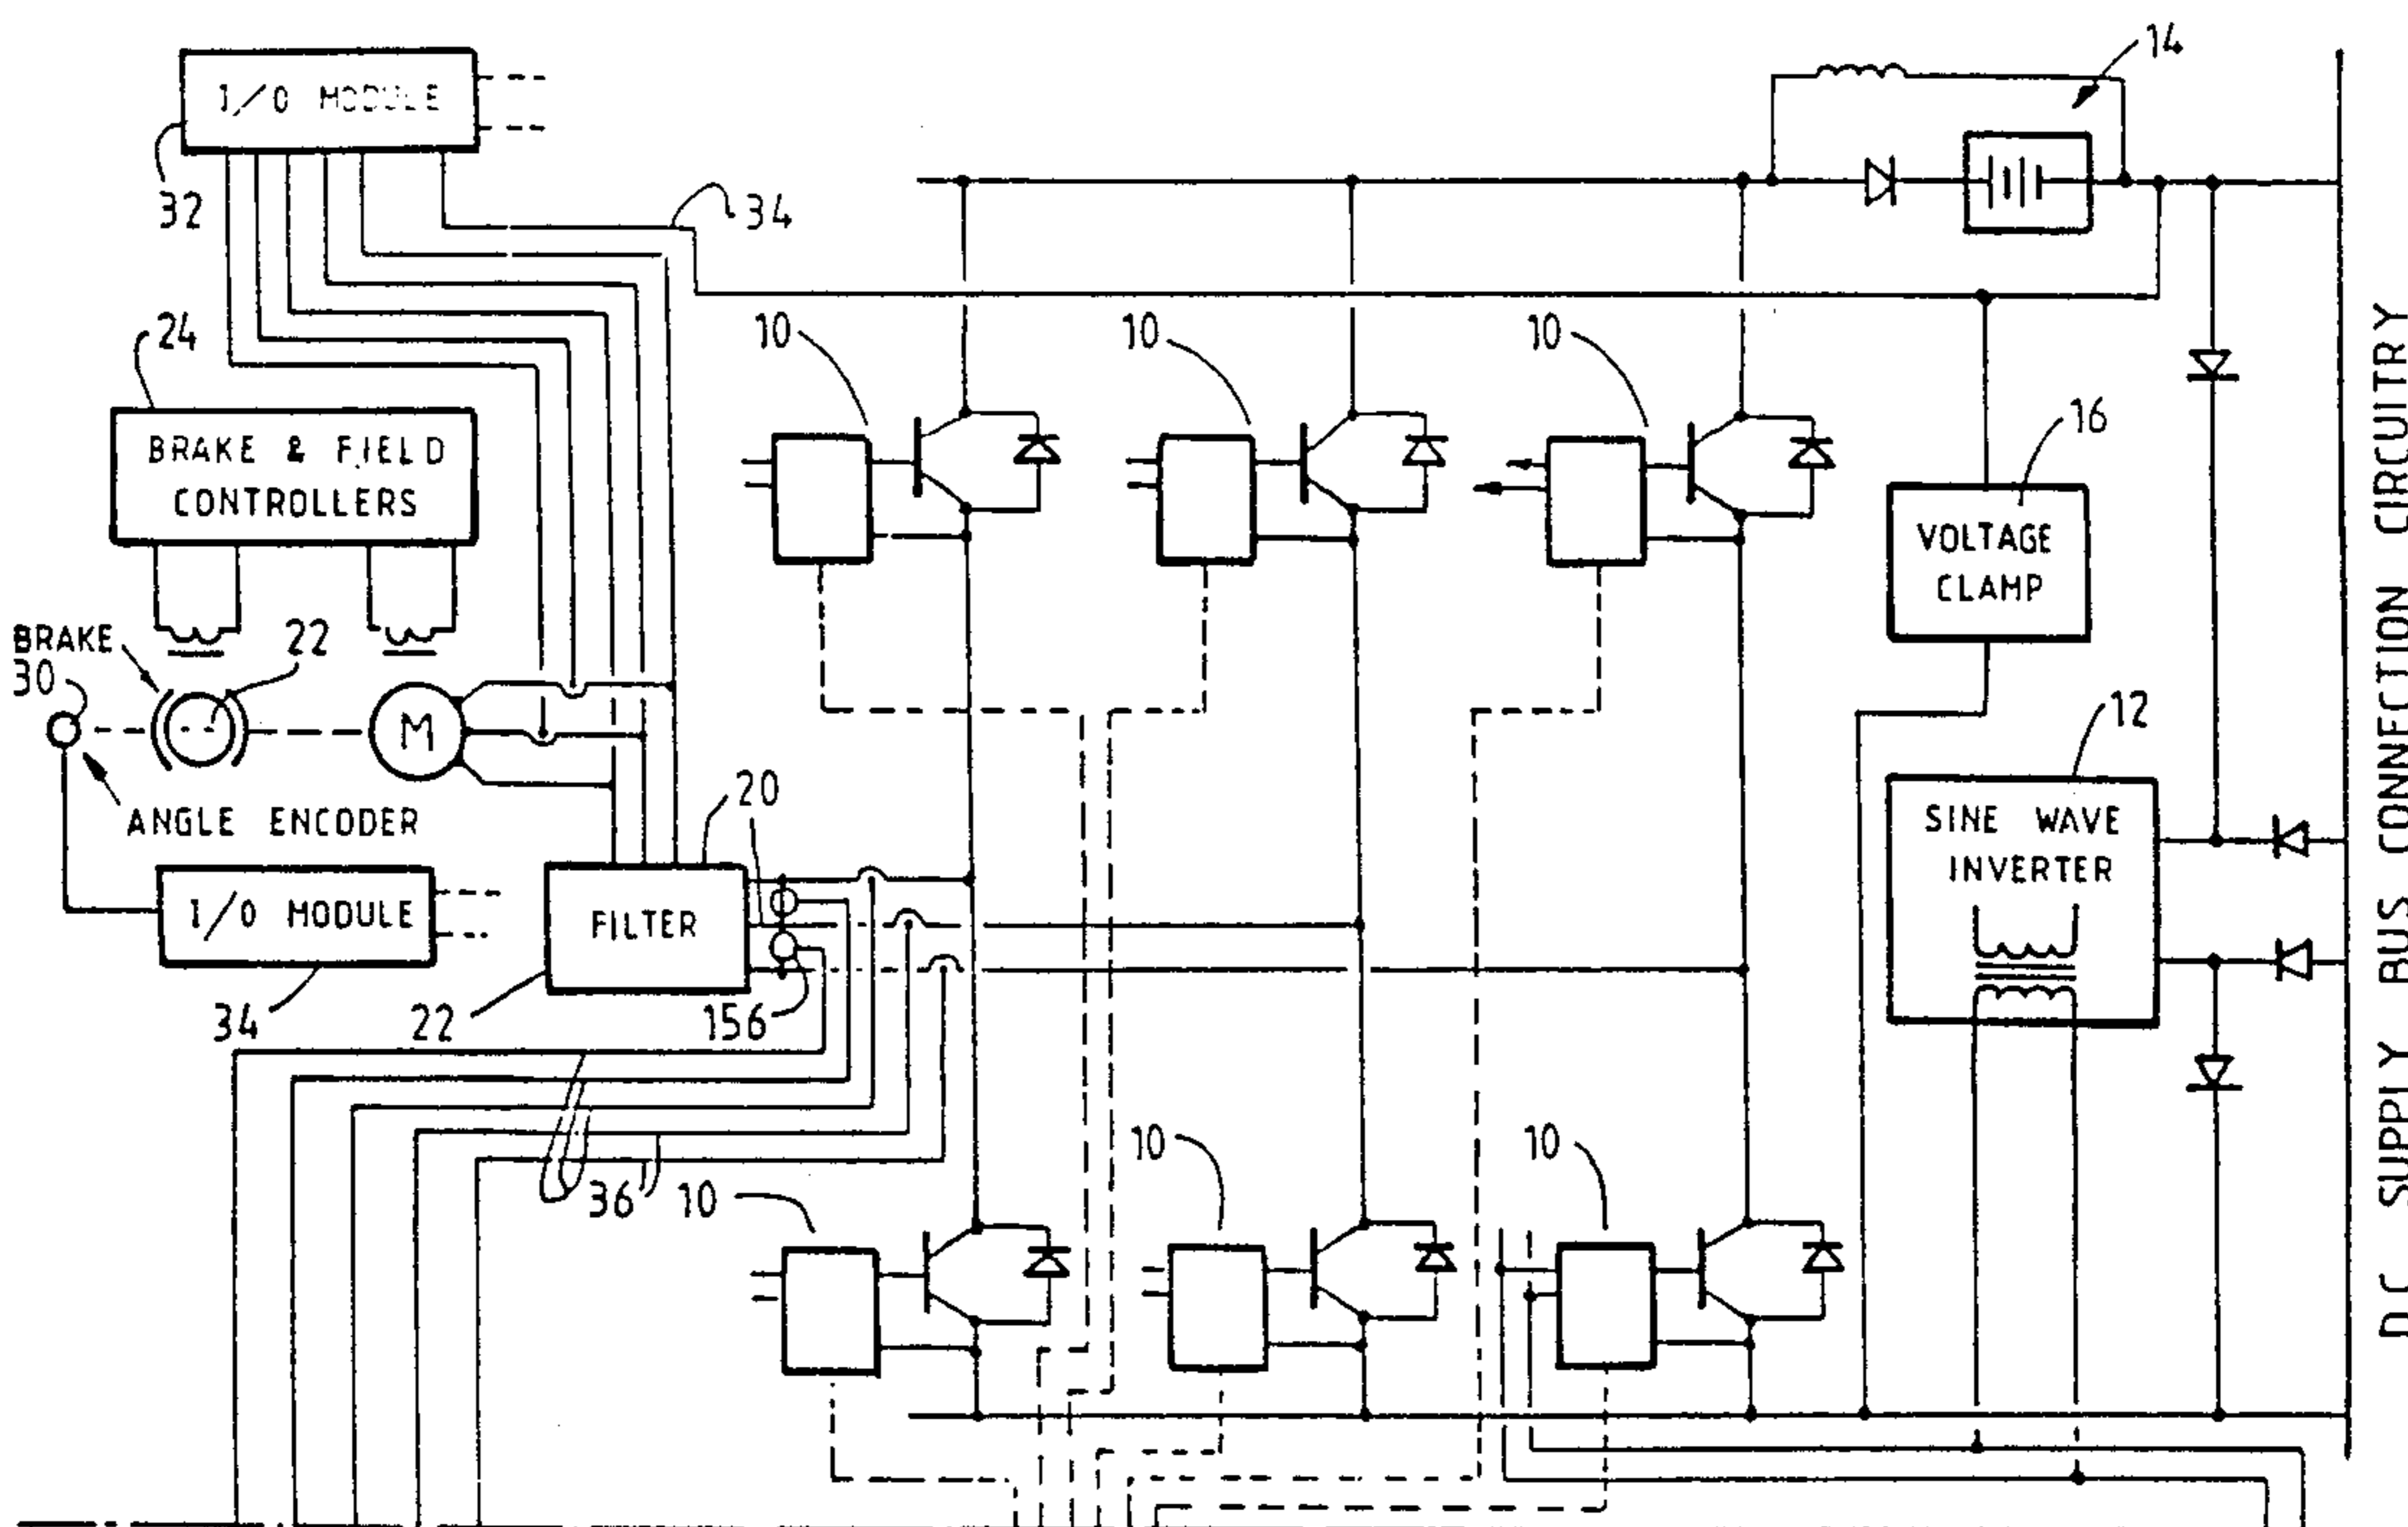 14
I/O MODULE
32
34
24
10
10
10
BRAKE & FIELD
CONTROLLERS
16
VOLTAGE
CLAMP
BRAKE
22
30
M
12
ANGLE ENCODER
20
SINE WAVE
INVERTER
I/O MODULE
FILTER
34
22
156
36
10
10
10
D.C. SUPPLY BUS CONNECTION CIRCUITRY